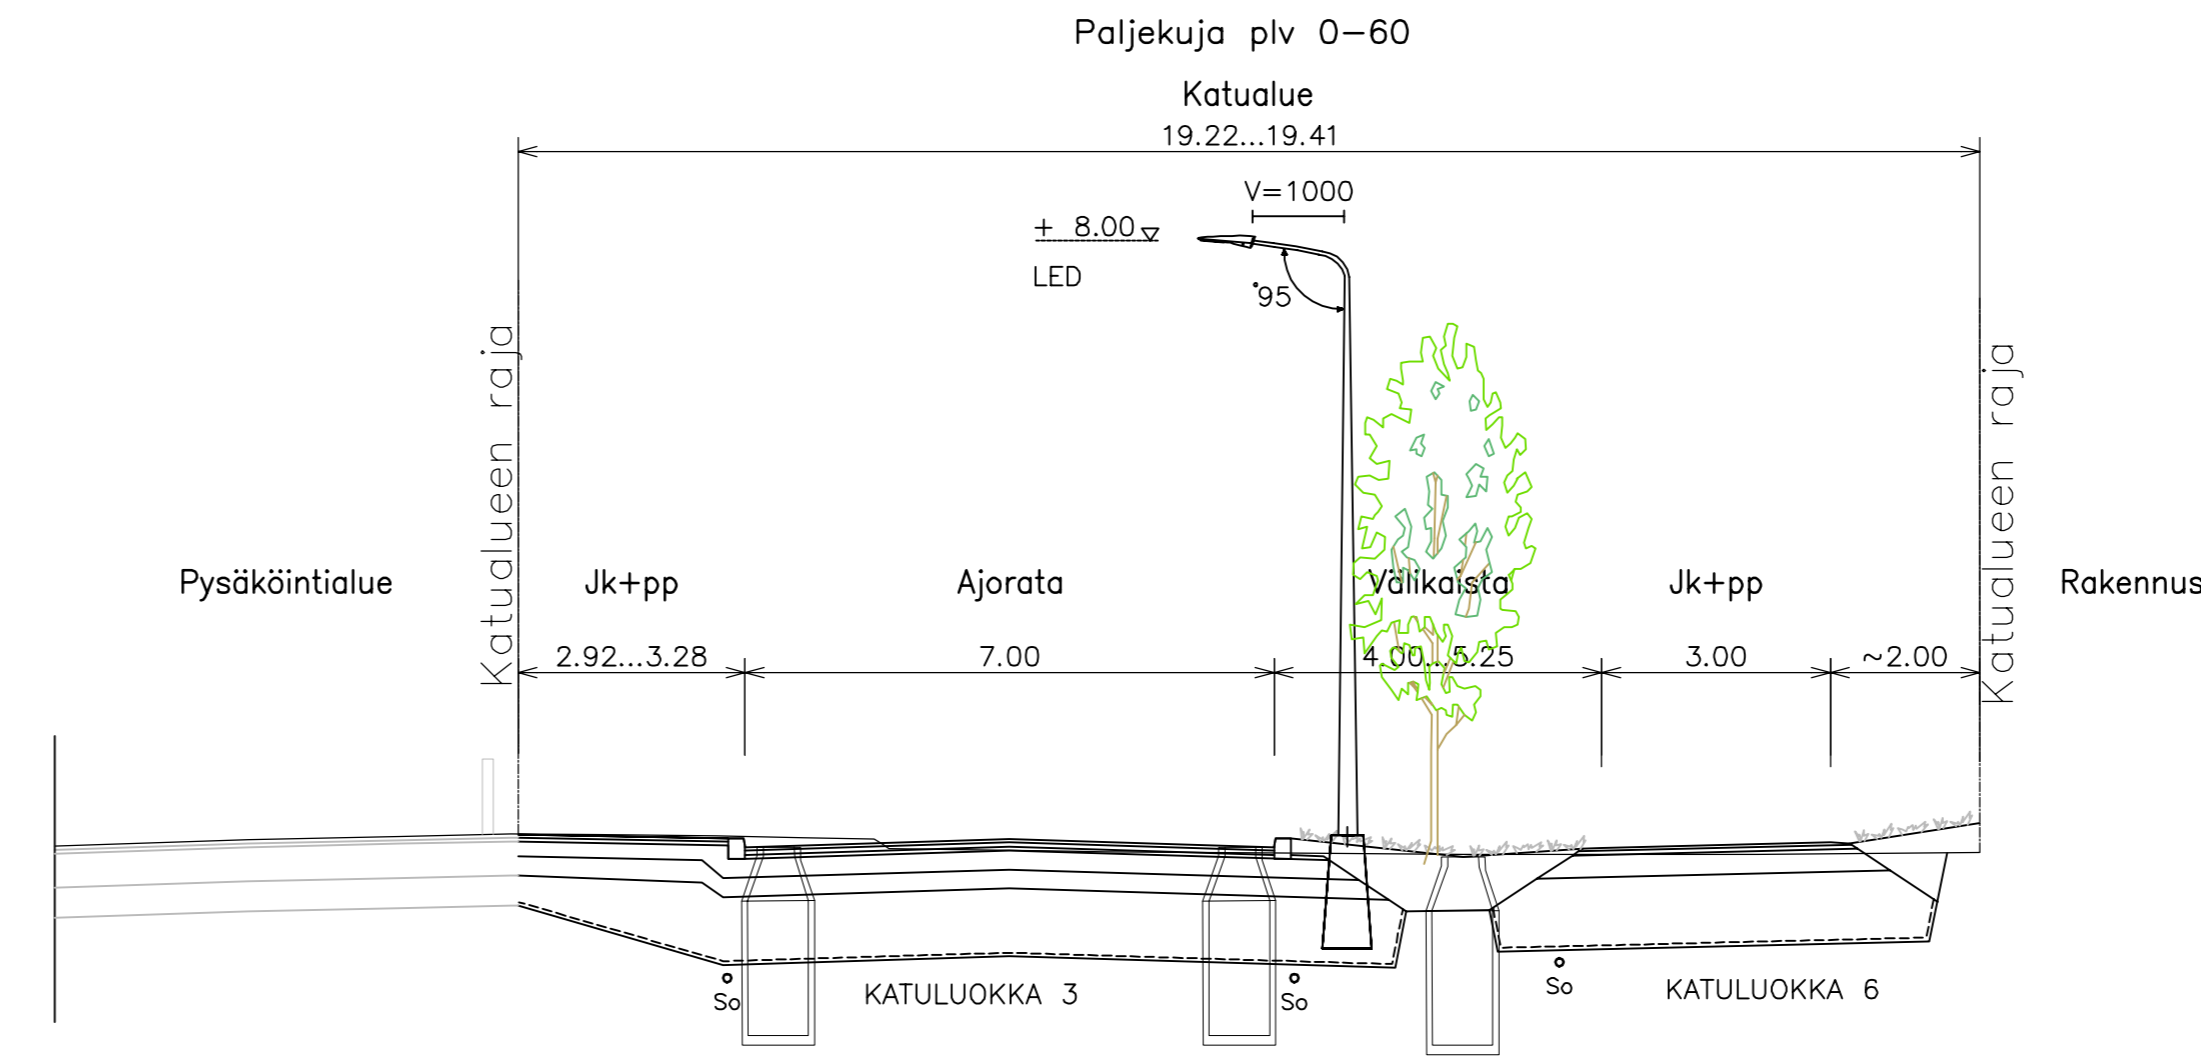 Paljekuja plv 0-60
Katualue
19.22...19.41
V=1000
+ 8.00
LED
°95
Katualueen raja
Katualueen raja
Pysäköintialue
Jk+pp
Ajorata
Välikaista
Jk+pp
Rakennus
2.92...3.28
7.00
4.00...5.25
3.00
~2.00
So
KATULUOKKA 3
So
So
KATULUOKKA 6